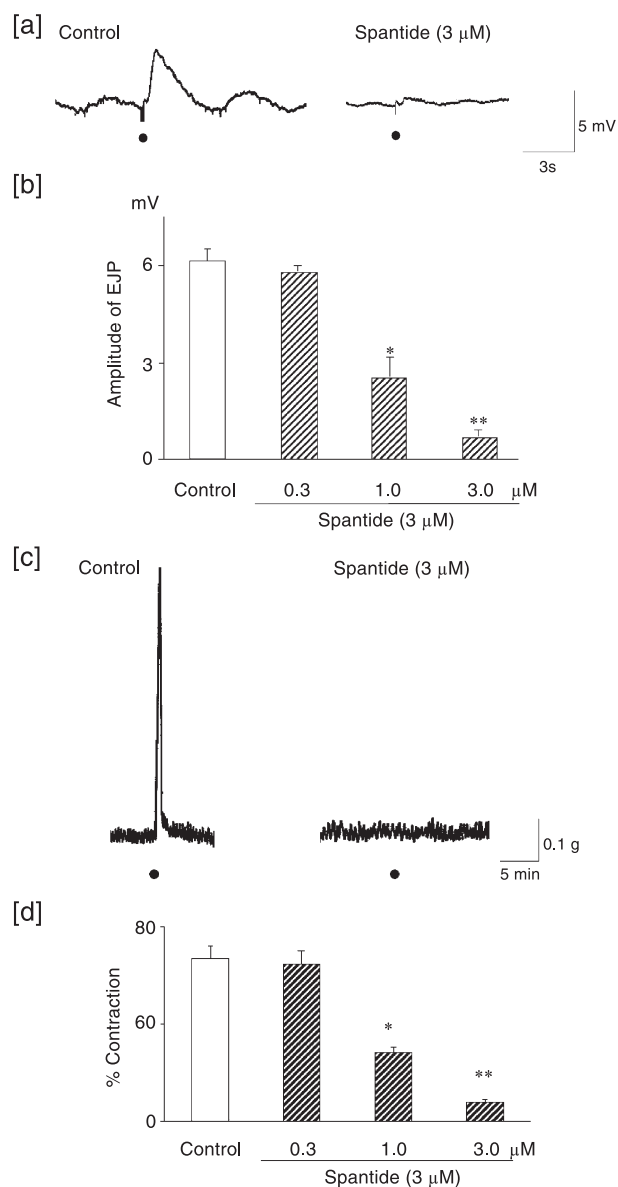 [a]
Control Spantide (3 μM)
5 mV
3s
[b]
mV
6
3
0
Amplitude of EJP
*
**
Control 0.3 1.0 3.0 μM
Spantide (3 μM)
[c]
Control Spantide (3 μM)
0.1 g
5 min
[d]
80
60
0
% Contraction
*
**
Control 0.3 1.0 3.0 μM
Spantide (3 μM)